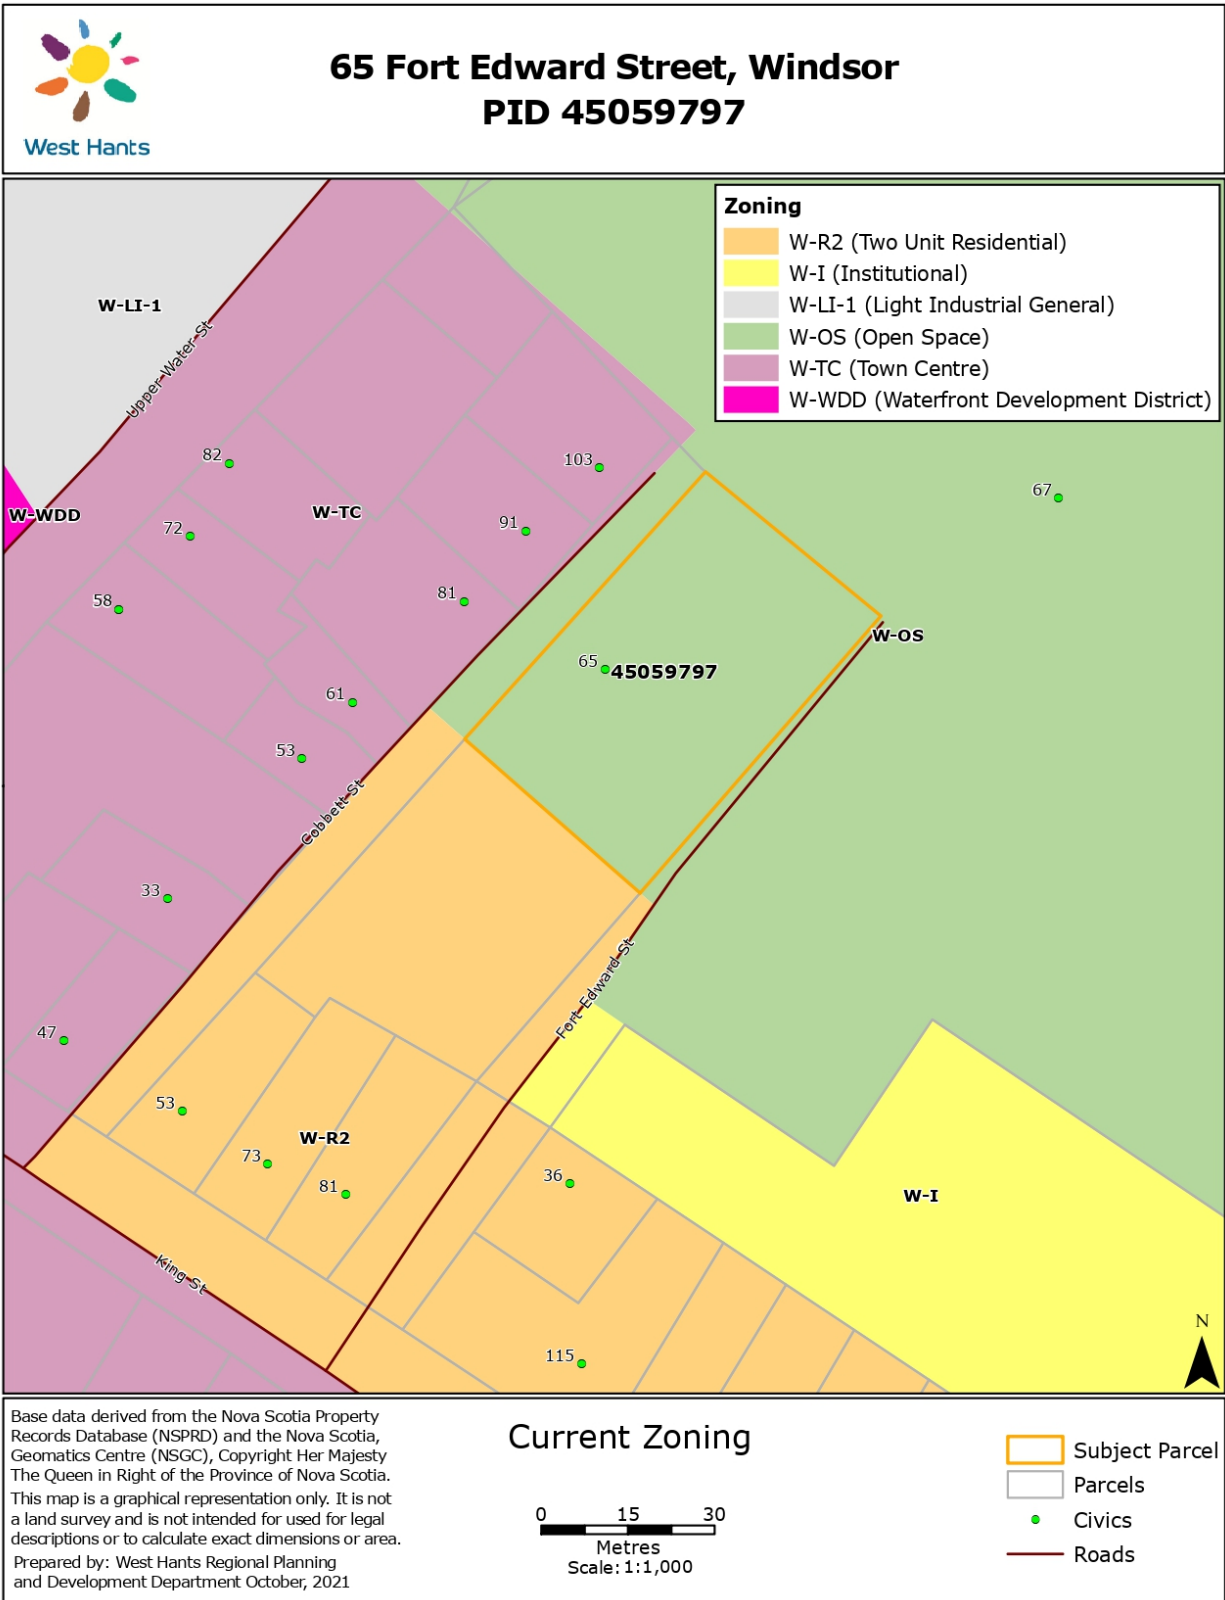 West Hants
65 Fort Edward Street, Windsor
PID 45059797
Zoning
W-R2 (Two Unit Residential)
W-I (Institutional)
W-LI-1 (Light Industrial General)
W-OS (Open Space)
W-TC (Town Centre)
W-WDD (Waterfront Development District)
W-LI-1
Upper Water St
82
103
67
W-WDD
W-TC
72
91
58
81
W-OS
65
45059797
61
53
Cobbett St
33
Fort Edward St
47
53
W-R2
73
81
36
W-I
King St
115
N
Base data derived from the Nova Scotia Property
Records Database (NSPRD) and the Nova Scotia,
Geomatics Centre (NSGC), Copyright Her Majesty
The Queen in Right of the Province of Nova Scotia.
This map is a graphical representation only. It is not
a land survey and is not intended for used for legal
descriptions or to calculate exact dimensions or area.
Prepared by: West Hants Regional Planning
and Development Department October, 2021
Current Zoning
0 15 30
Metres
Scale: 1:1,000
Subject Parcel
Parcels
Civics
Roads